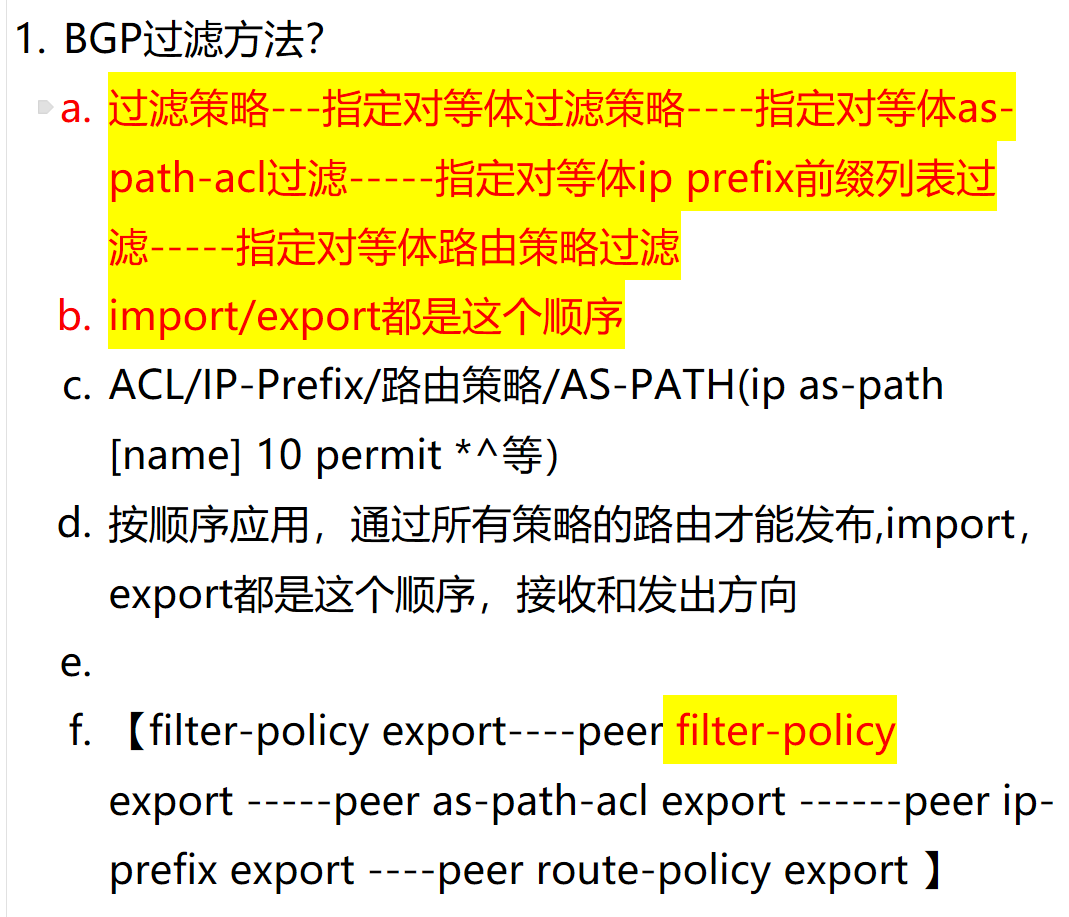 1. BGP过滤方法？
a. 过滤策略---指定对等体过滤策略----指定对等体as-
path-acl过滤-----指定对等体ip prefix前缀列表过
滤-----指定对等体路由策略过滤
b. import/export都是这个顺序
c. ACL/IP-Prefix/路由策略/AS-PATH(ip as-path
[name] 10 permit *^等）
d. 按顺序应用，通过所有策略的路由才能发布,import，
export都是这个顺序，接收和发出方向
e.
f. 【filter-policy export----peer filter-policy
export -----peer as-path-acl export ------peer ip-
prefix export ----peer route-policy export 】